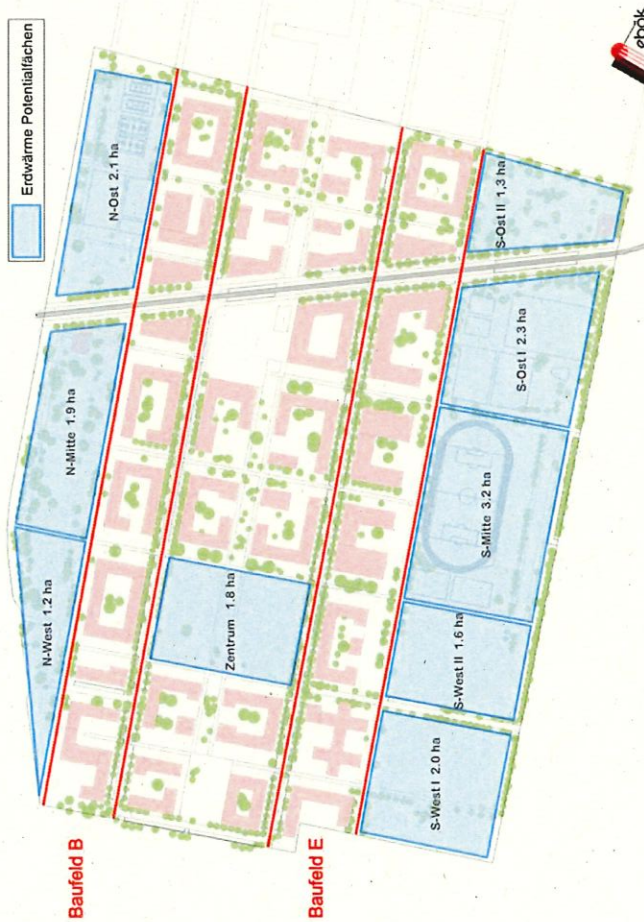 Erdwärme Potentialflächen
N-West 1.2 ha
N-Mitte 1.9 ha
N-Ost 2.1 ha
Baufeld B
Zentrum 1.8 ha
Baufeld E
S-West I 2.0 ha
S-West II 1.6 ha
S-Mitte 3.2 ha
S-Ost I 2.3 ha
S-Ost II 1,3 ha
ebök